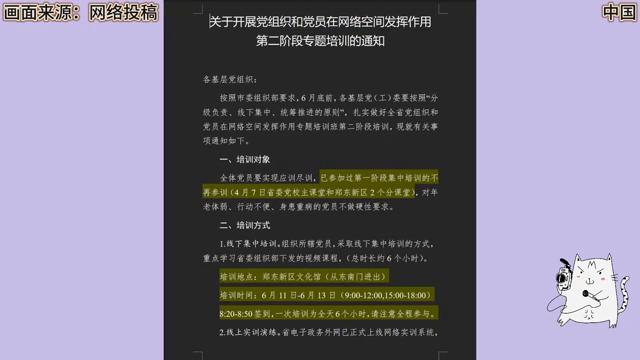 画面来源：网络投稿
中国
关于开展党组织和党员在网络空间发挥作用
第二阶段专题培训的通知
各基层党组织：
按照市委组织部要求，6月底前，各基层党（工）委要按照“分
级负责、线下集中、统筹推进的原则”，扎实做好全省党组织和
党员在网络空间发挥作用专题培训班第二阶段培训，现就有关事
项通知如下。
一、培训对象
全体党员要实现应训尽训，已参加过第一阶段集中培训的不
再参训（4月7日省委党校主课堂和郑东新区2个分课堂），对年
老体弱、行动不便、身患重病的党员不做硬性要求。
二、培训方式
1.线下集中培训。组织所辖党员，采取线下集中培训的方式，
重点学习省委组织部下发的视频课程，（总时长约6个小时）。
培训地点：郑东新区文化馆（从东南门进出）
培训时间：6月11日-6月13日（9:00-12:00,15:00-18:00）
8:20-8:50签到，一次培训为全天6个小时，请注意全程参与。
2.线上实训演练。省电子政务外网已正式上线网络实训系统，